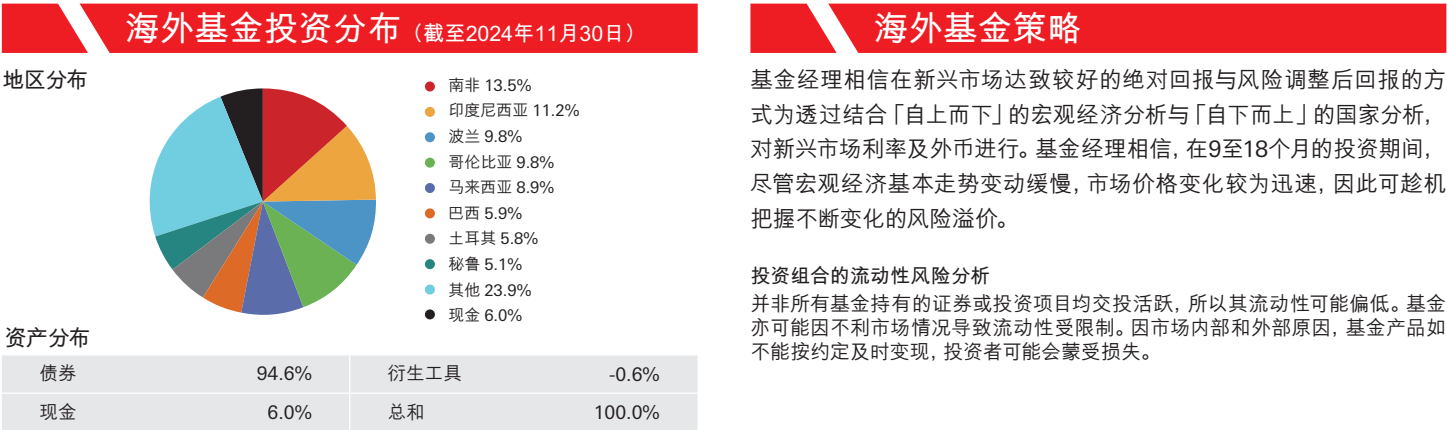 海外基金投资分布（截至2024年11月30日）
地区分布
南非 13.5%
印度尼西亚 11.2%
波兰 9.8%
哥伦比亚 9.8%
马来西亚 8.9%
巴西 5.9%
土耳其 5.8%
秘鲁 5.1%
其他 23.9%
现金 6.0%
资产分布
债券 94.6% 衍生工具 -0.6%
现金 6.0% 总和 100.0%
海外基金策略
基金经理相信在新兴市场达致较好的绝对回报与风险调整后回报的方
式为透过结合「自上而下」的宏观经济分析与「自下而上」的国家分析,
对新兴市场利率及外币进行。基金经理相信, 在9至18个月的投资期间,
尽管宏观经济基本走势变动缓慢, 市场价格变化较为迅速, 因此可趁机
把握不断变化的风险溢价。
投资组合的流动性风险分析
并非所有基金持有的证券或投资项目均交投活跃, 所以其流动性可能偏低。基金
亦可能因不利市场情况导致流动性受限制。因市场内部和外部原因, 基金产品如
不能按约定及时变现, 投资者可能会蒙受损失。